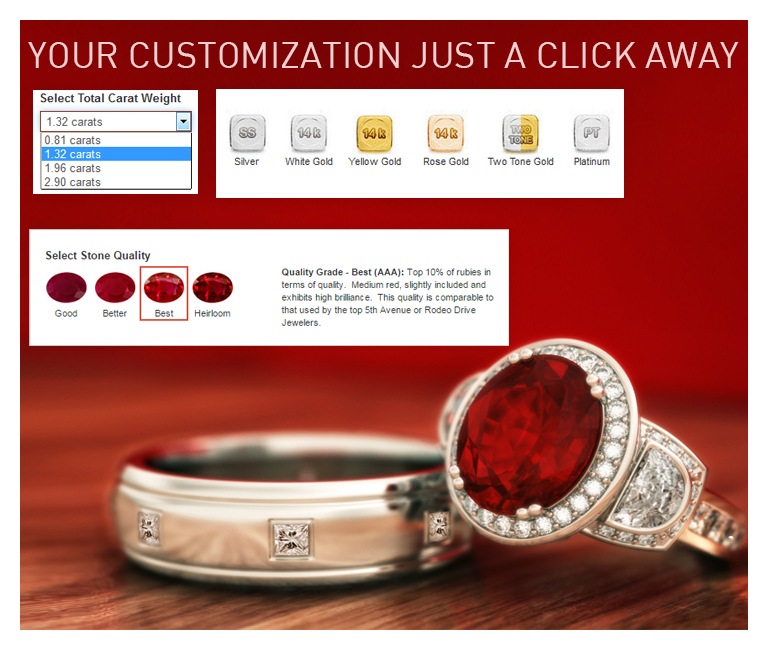 YOUR CUSTOMIZATION JUST A CLICK AWAY
Select Total Carat Weight
1.32 carats
0.81 carats
1.32 carats
1.96 carats
2.90 carats
SS 14k 14k 14k TWO TONE PT
Silver White Gold Yellow Gold Rose Gold Two Tone Gold Platinum
Select Stone Quality
Good Better Best Heirloom
Quality Grade - Best (AAA): Top 10% of rubies in
terms of quality. Medium red, slightly included and
exhibits high brilliance. This quality is comparable to
that used by the top 5th Avenue or Rodeo Drive
Jewelers.